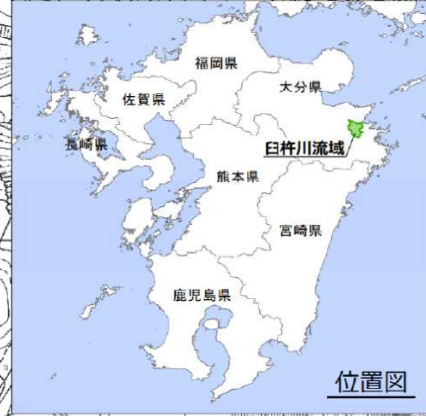 福岡県
大分県
佐賀県
臼杵川流域
長崎県
熊本県
宮崎県
鹿児島県
位置図